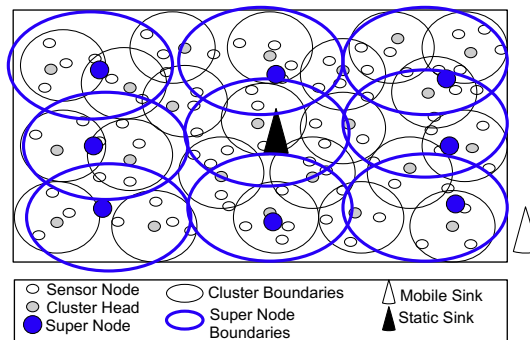 Sensor Node
Cluster Head
Super Node
Cluster Boundaries
Super Node
Boundaries
Mobile Sink
Static Sink